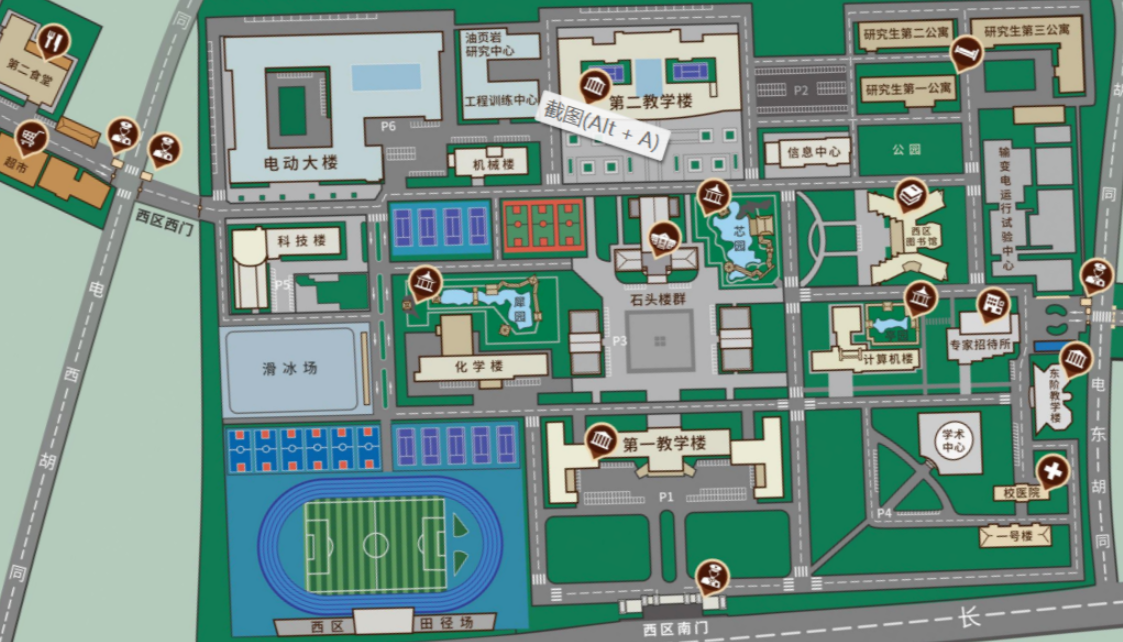 第二食堂
超市
胡
同
电
西
胡
同
西区西门
油页岩
研究中心
工程训练中心
P6
电动大楼
机械楼
第二教学楼
截图(Alt + A)
P2
研究生第二公寓
研究生第三公寓
研究生第一公寓
信息中心
公园
输变电运行试验中心
胡
同
科技楼
P5
芯园
西区
图书馆
石头楼群
P3
犀园
滑冰场
化学楼
计算机楼
专家招待所
东阶教学楼
电
东
胡
同
第一教学楼
P1
学术
中心
P4
校医院
一号楼
西区
田径场
西区南门
长